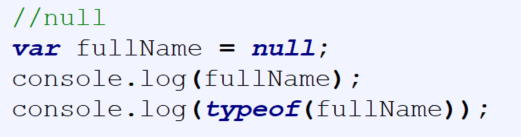 //null
var fullName = null;
console.log(fullName);
console.log(typeof(fullName));